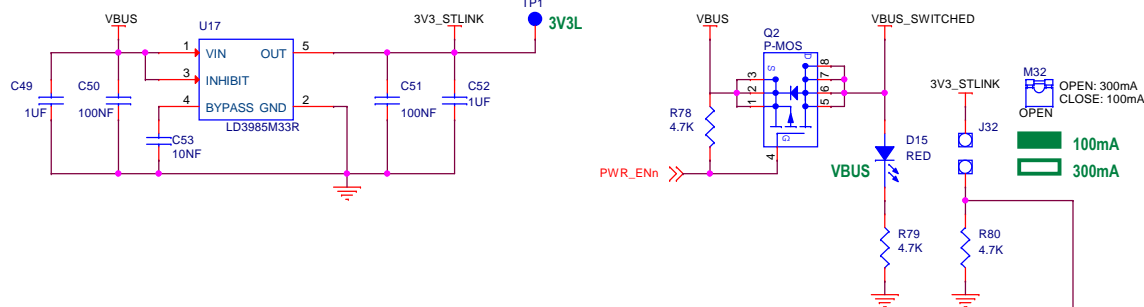 TP1
VBUS
3V3_STLINK
3V3L
U17
1
VIN
OUT
5
3
INHIBIT
4
BYPASS
GND
2
LD3985M33R
C49
1UF
C50
100NF
C53
10NF
C51
100NF
C52
1UF
VBUS
VBUS_SWITCHED
Q2
P-MOS
S
D
G
3
2
1
8
7
6
5
4
R78
4.7K
PWR_ENn
D15
RED
VBUS
R79
4.7K
3V3_STLINK
J32
R80
4.7K
M32
OPEN: 300mA
CLOSE: 100mA
OPEN
100mA
300mA